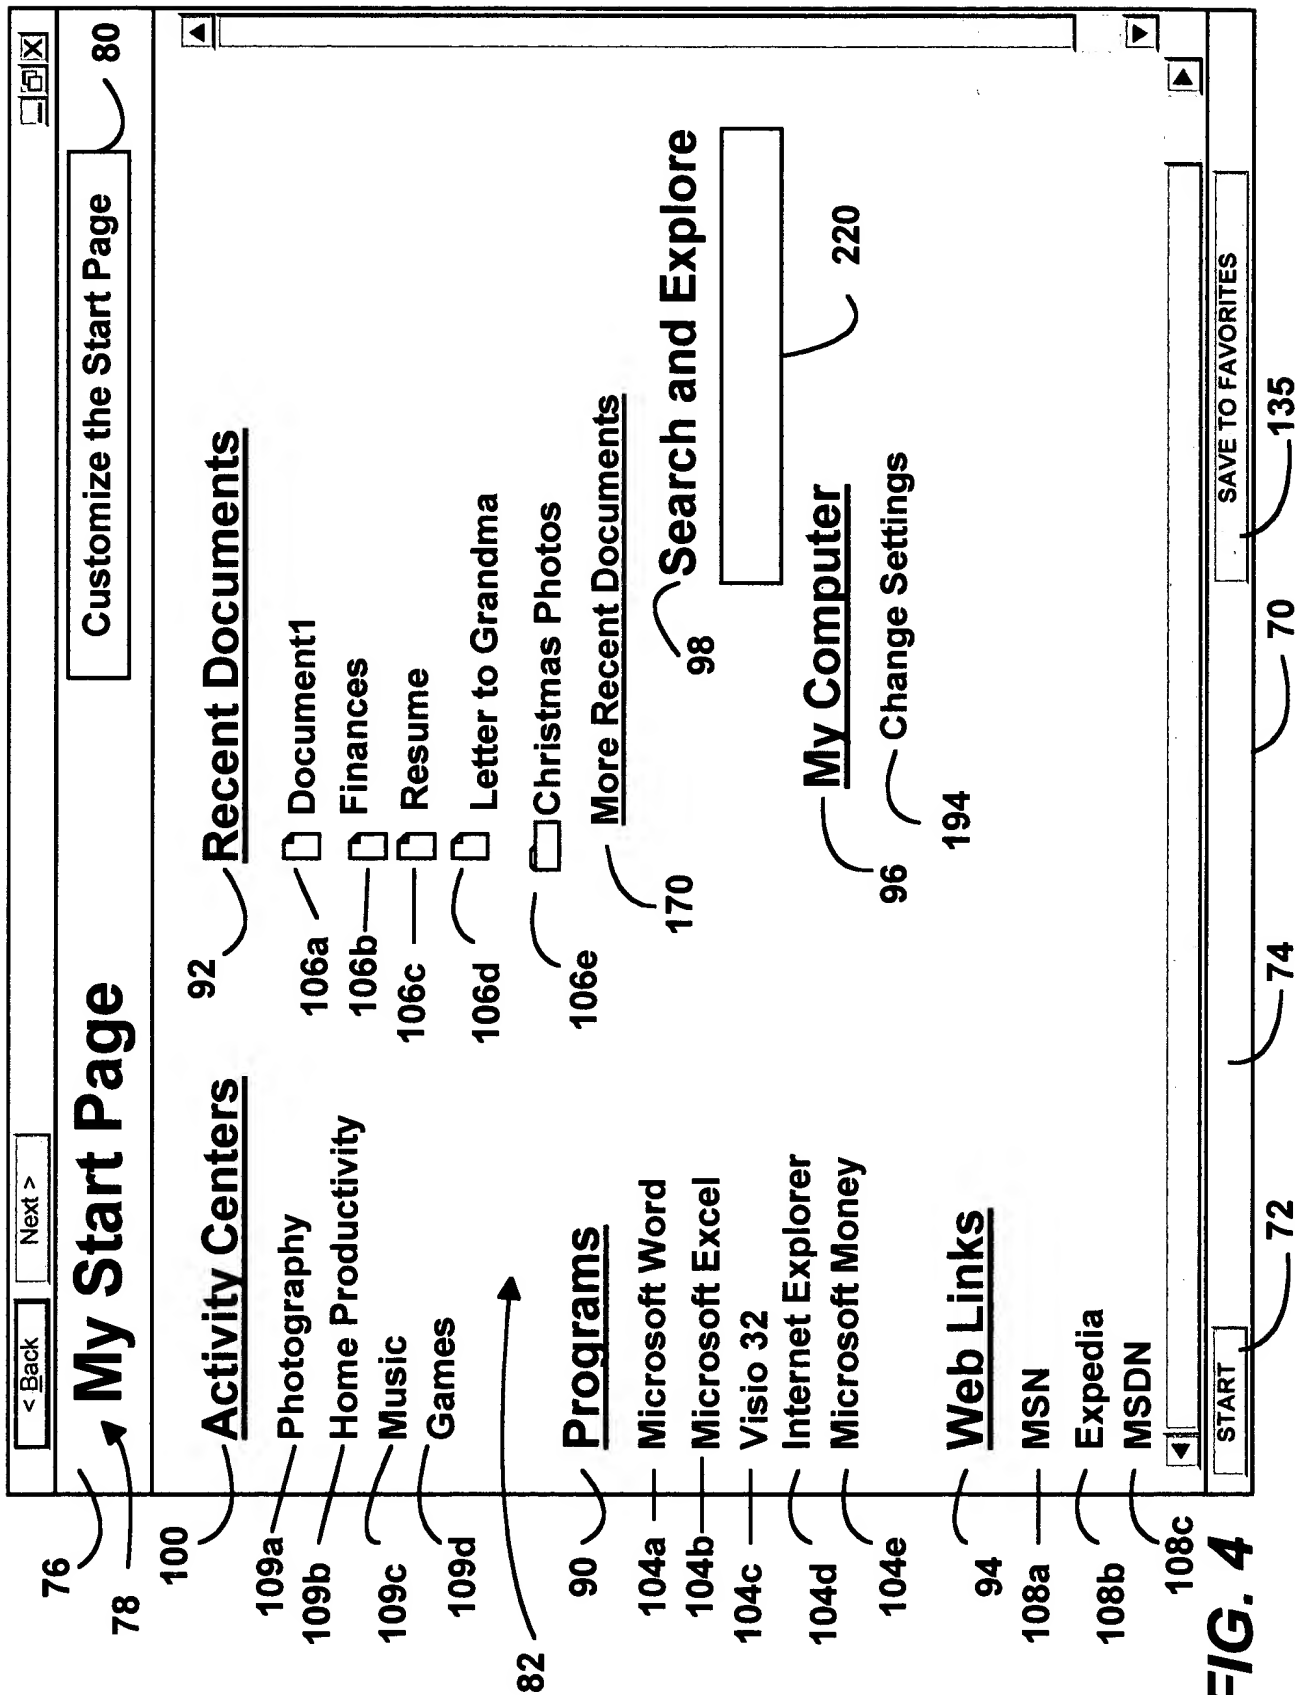 < Back Next >
76
78
My Start Page
Customize the Start Page
80
100
Activity Centers
109a
Photography
109b
Home Productivity
109c
Music
109d
Games
82
90
Programs
104a
Microsoft Word
104b
Microsoft Excel
104c
Visio 32
104d
Internet Explorer
104e
Microsoft Money
94
Web Links
108a
MSN
108b
Expedia
108c
MSDN
92
Recent Documents
106a
Document1
106b
Finances
106c
Resume
106d
Letter to Grandma
106e
Christmas Photos
170
More Recent Documents
98
Search and Explore
220
96
My Computer
194
Change Settings
START
SAVE TO FAVORITES
72
74
70
135
FIG. 4